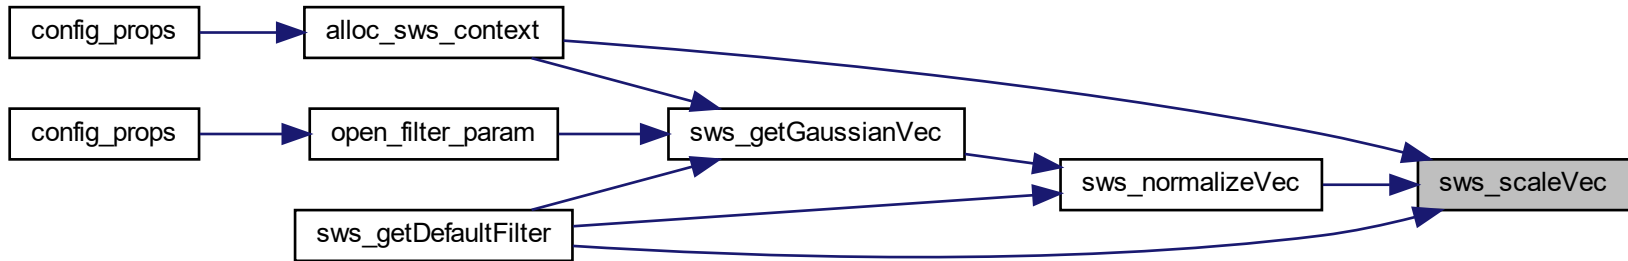 config_props
alloc_sws_context
config_props
open_filter_param
sws_getGaussianVec
sws_normalizeVec
sws_scaleVec
sws_getDefaultFilter